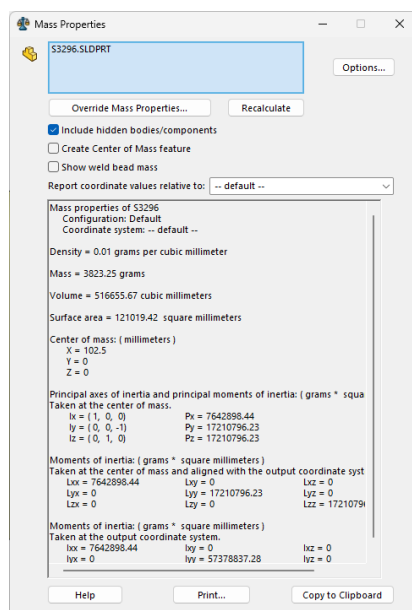 Mass Properties
S3296.SLDPRT
Options...
Override Mass Properties...    Recalculate
Include hidden bodies/components
Create Center of Mass feature
Show weld bead mass
Report coordinate values relative to:    -- default --
Mass properties of S3296
Configuration: Default
Coordinate system: -- default --
Density = 0.01 grams per cubic millimeter
Mass = 3823.25 grams
Volume = 516655.67 cubic millimeters
Surface area = 121019.42  square millimeters
Center of mass: ( millimeters )
X = 102.5
Y = 0
Z = 0
Principal axes of inertia and principal moments of inertia: ( grams *  squa
Taken at the center of mass.
Ix = ( 1,  0,  0)    Px = 7642898.44
Iy = ( 0,  0, -1)    Py = 17210796.23
Iz = ( 0,  1,  0)    Pz = 17210796.23
Moments of inertia: ( grams *  square millimeters )
Taken at the center of mass and aligned with the output coordinate syst
Lxx = 7642898.44    Lxy = 0    Lxz = 0
Lyx = 0    Lyy = 17210796.23    Lyz = 0
Lzx = 0    Lzy = 0    Lzz = 1721079
Moments of inertia: ( grams *  square millimeters )
Taken at the output coordinate system.
Ixx = 7642898.44    Ixy = 0    Ixz = 0
Iyx = 0    Iyy = 57378837.28    Iyz = 0
Help    Print...    Copy to Clipboard